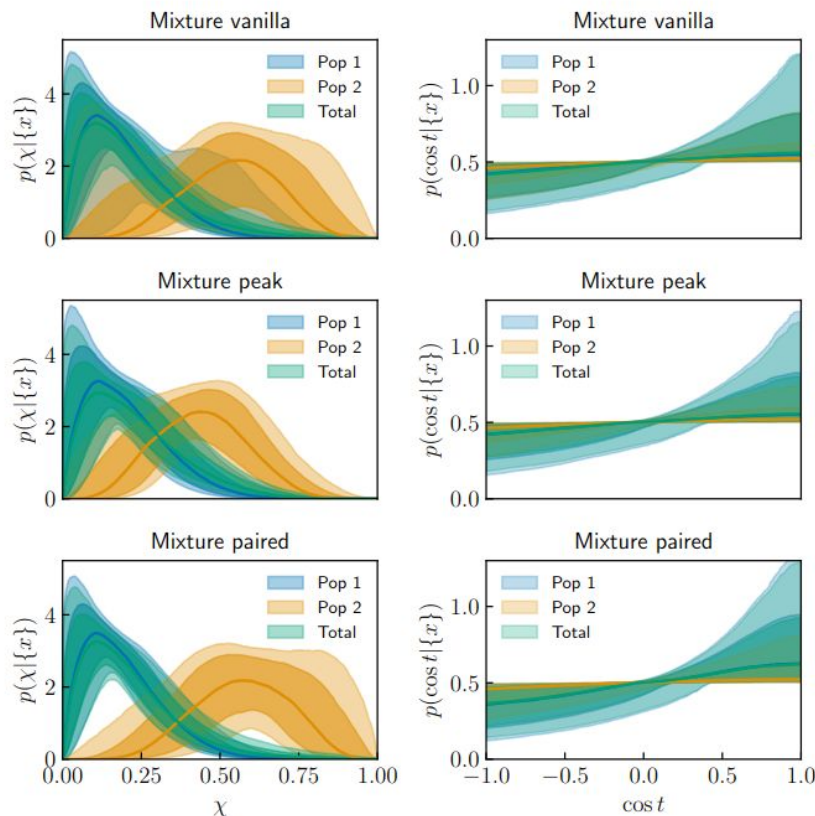 Mixture vanilla
p(χ|{x})
4
2
0
Pop 1
Pop 2
Total
Mixture vanilla
p(cos t|{x})
1.0
0.5
0.0
Pop 1
Pop 2
Total
Mixture peak
p(χ|{x})
4
2
0
Pop 1
Pop 2
Total
Mixture peak
p(cos t|{x})
1.0
0.5
0.0
Pop 1
Pop 2
Total
Mixture paired
p(χ|{x})
4
2
0
Pop 1
Pop 2
Total
0.00 0.25 0.50 0.75 1.00
χ
Mixture paired
p(cos t|{x})
1.0
0.5
0.0
Pop 1
Pop 2
Total
−1.0 −0.5 0.0 0.5 1.0
cos t